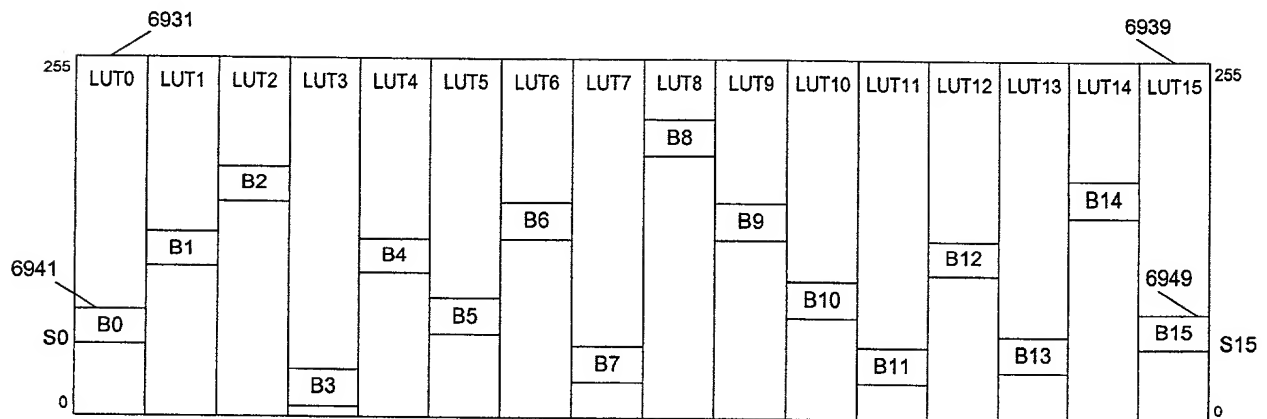 6931
6939
255
LUT0 LUT1 LUT2 LUT3 LUT4 LUT5 LUT6 LUT7 LUT8 LUT9 LUT10 LUT11 LUT12 LUT13 LUT14 LUT15
255
B8
B2
B14
B6
B9
B1
B4
B12
6941
B10
6949
B0
B5
B15
S0
S15
B13
B7
B11
B3
0
0